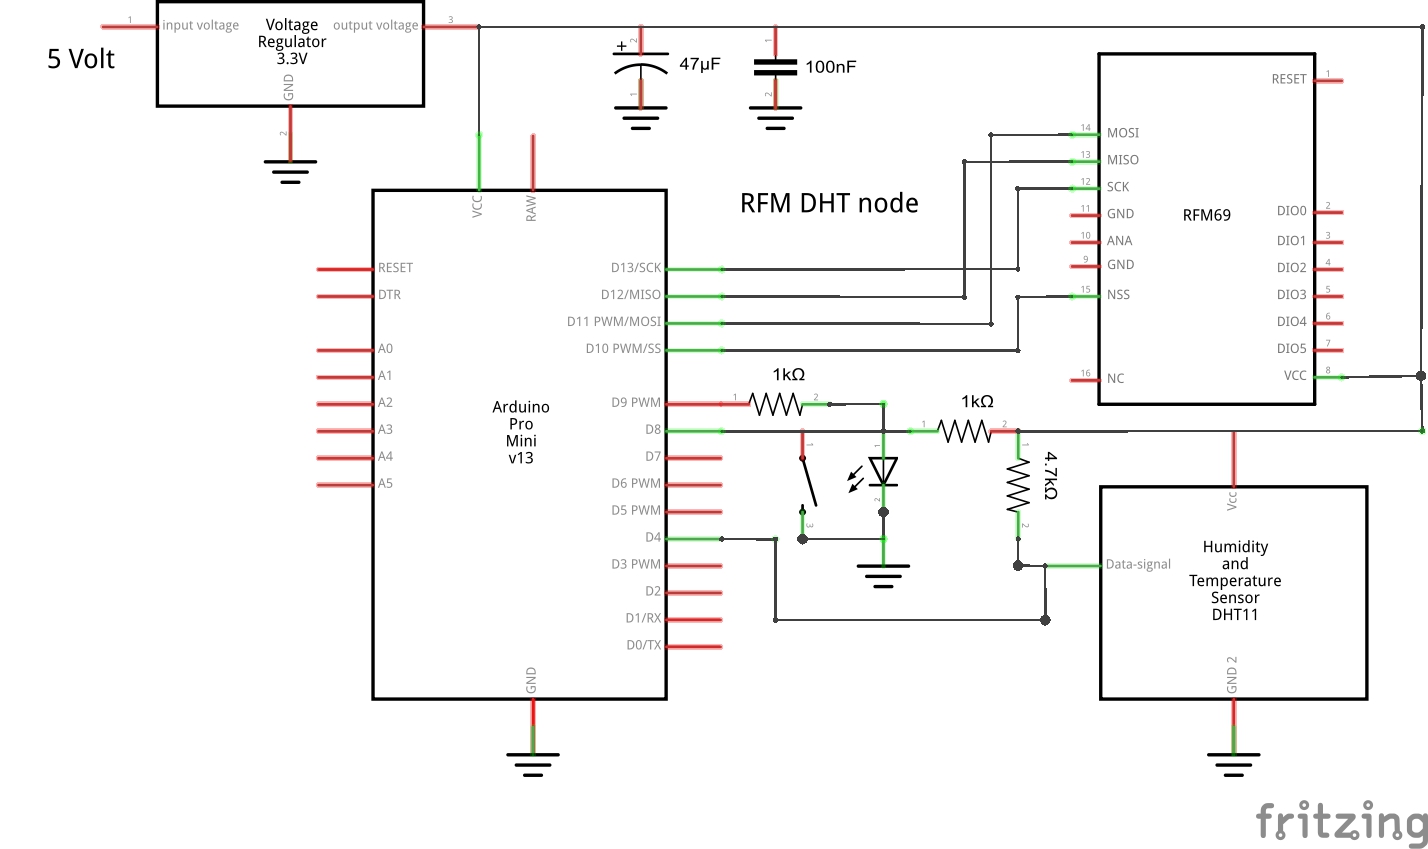 1 input voltage
output voltage 3
Voltage
Regulator
3.3V
GND
2
5 Volt
+
2
1
47µF
1
2
100nF
RFM DHT node
VCC
RAW
RESET
DTR
A0
A1
A2
A3
A4
A5
Arduino
Pro
Mini
v13
D13/SCK
D12/MISO
D11 PWM/MOSI
D10 PWM/SS
D9 PWM
D8
D7
D6 PWM
D5 PWM
D4
D3 PWM
D2
D1/RX
D0/TX
GND
14 MOSI
13 MISO
12 SCK
11 GND
10 ANA
9 GND
15 NSS
16 NC
RFM69
RESET 1
DIO0 2
DIO1 3
DIO2 4
DIO3 5
DIO4 6
DIO5 7
VCC 8
1kΩ
1
2
1kΩ
1
2
1
3
1
2
4.7kΩ
1
2
Vcc
Data-signal
Humidity
and
Temperature
Sensor
DHT11
GND 2
fritzing